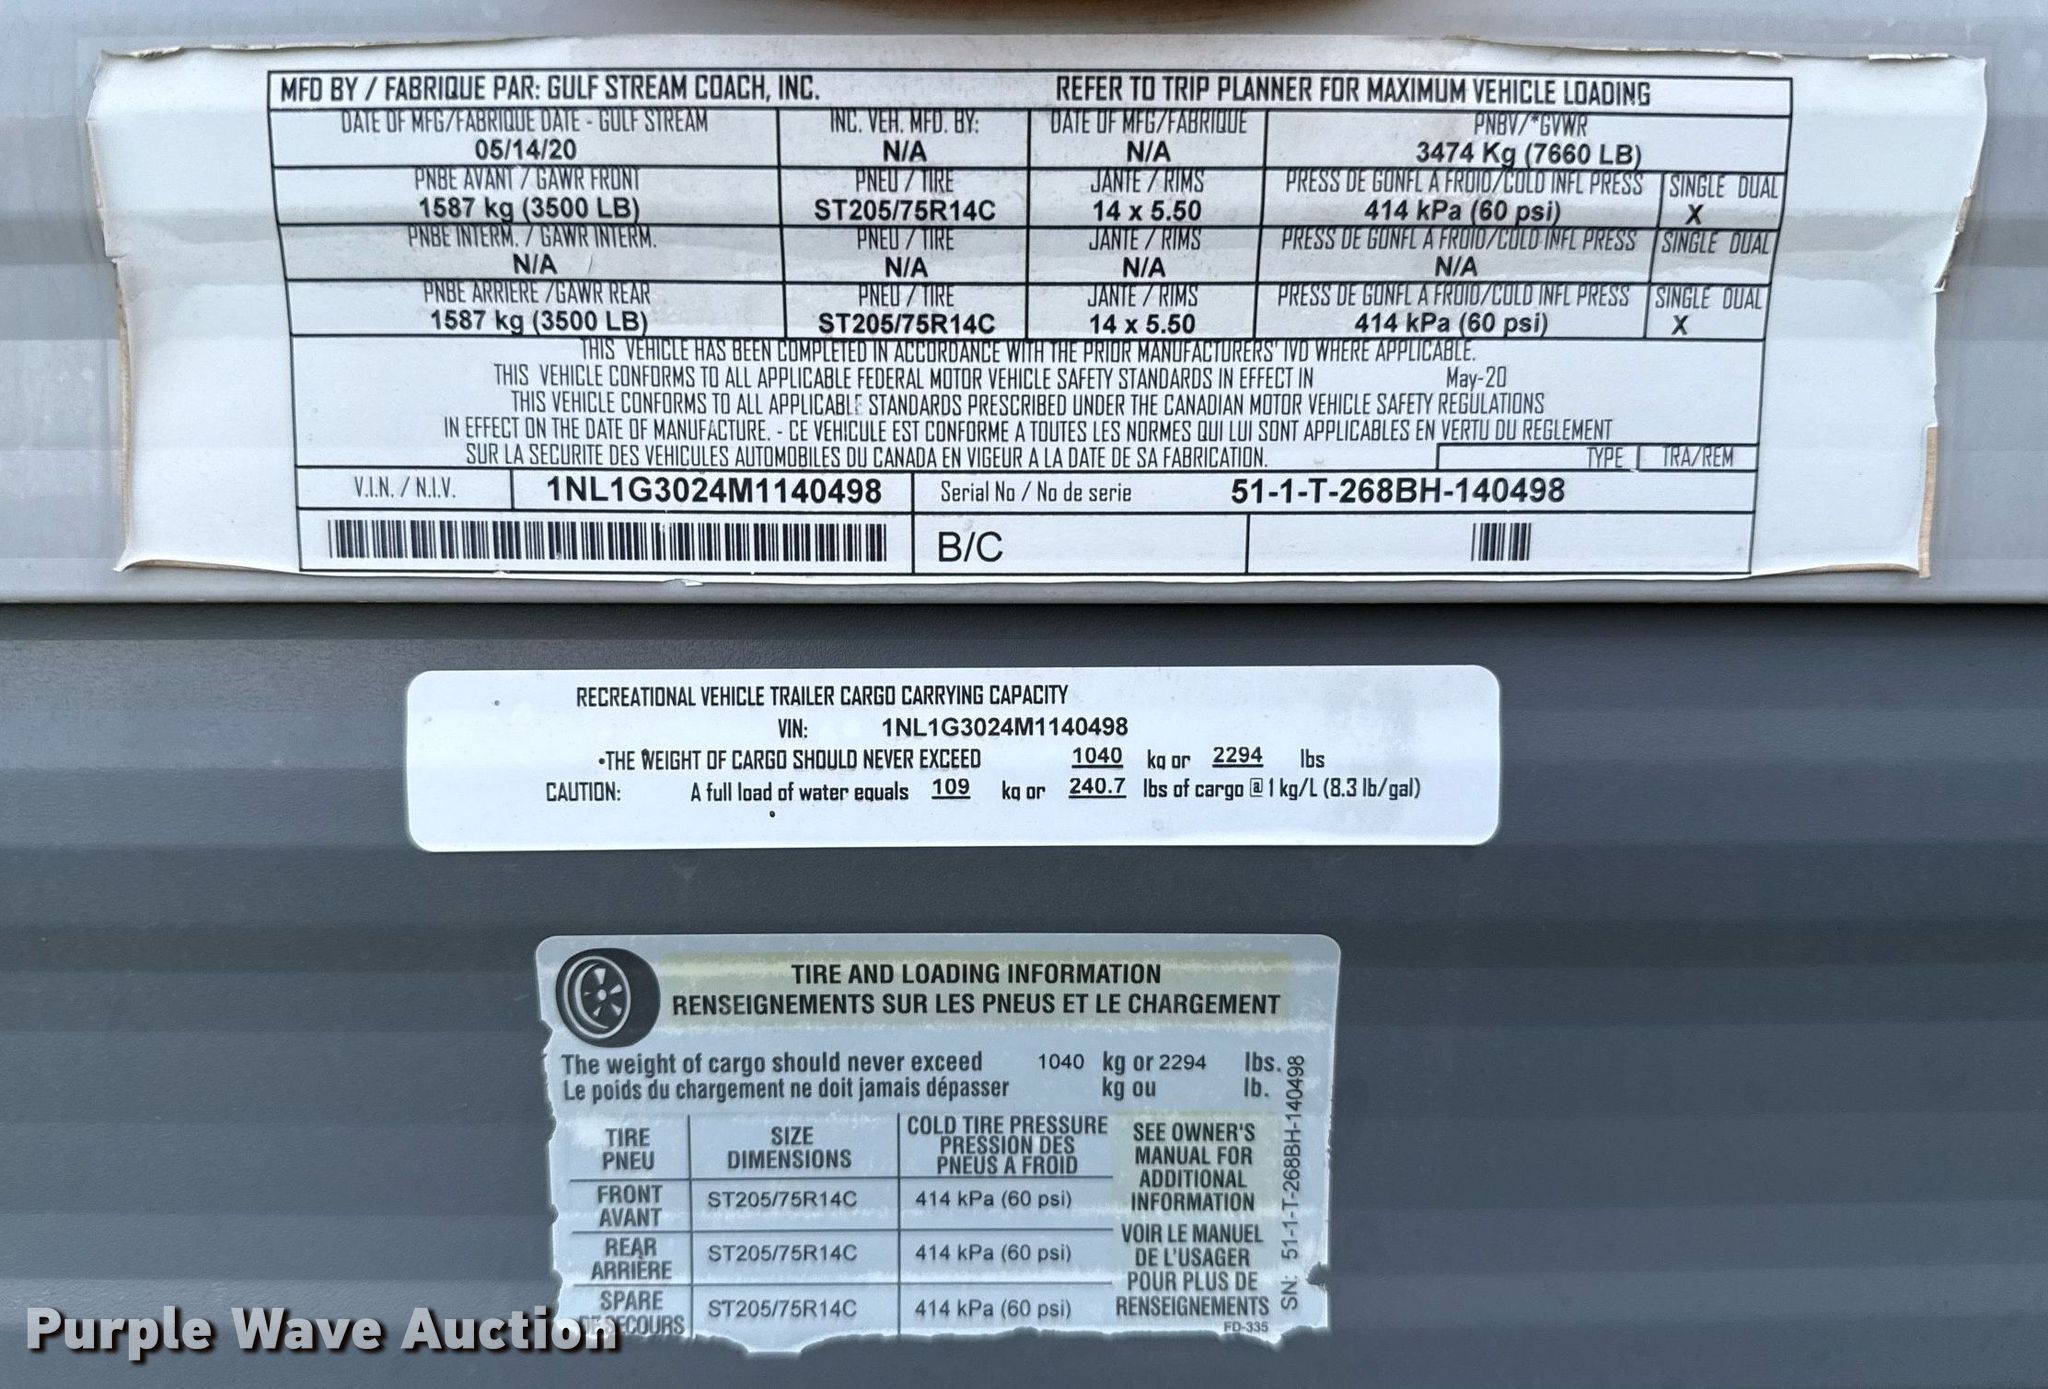 MFD BY / FABRIQUE PAR: GULF STREAM COACH, INC. REFER TO TRIP PLANNER FOR MAXIMUM VEHICLE LOADING
DATE OF MFG/FABRIQUE DATE - GULF STREAM INC. VEH. MFD. BY: DATE OF MFG/FABRIQUE PNBV/*GVWR
05/14/20 N/A N/A 3474 Kg (7660 LB)
PNBE AVANT / GAWR FRONT PNEU / TIRE JANTE / RIMS PRESS DE GONFL A FROID/COLD INFL PRESS SINGLE DUAL
1587 kg (3500 LB) ST205/75R14C 14 x 5.50 414 kPa (60 psi) X
PNBE INTERM. / GAWR INTERM. PNEU / TIRE JANTE / RIMS PRESS DE GONFL A FROID/COLD INFL PRESS SINGLE DUAL
N/A N/A N/A N/A
PNBE ARRIERE /GAWR REAR PNEU / TIRE JANTE / RIMS PRESS DE GONFL A FROID/COLD INFL PRESS SINGLE DUAL
1587 kg (3500 LB) ST205/75R14C 14 x 5.50 414 kPa (60 psi) X
THIS VEHICLE HAS BEEN COMPLETED IN ACCORDANCE WITH THE PRIOR MANUFACTURERS' IVD WHERE APPLICABLE.
THIS VEHICLE CONFORMS TO ALL APPLICABLE FEDERAL MOTOR VEHICLE SAFETY STANDARDS IN EFFECT IN May-20
THIS VEHICLE CONFORMS TO ALL APPLICABLE STANDARDS PRESCRIBED UNDER THE CANADIAN MOTOR VEHICLE SAFETY REGULATIONS
IN EFFECT ON THE DATE OF MANUFACTURE. - CE VEHICULE EST CONFORME A TOUTES LES NORMES QUI LUI SONT APPLICABLES EN VERTU DU REGLEMENT
SUR LA SECURITE DES VEHICULES AUTOMOBILES DU CANADA EN VIGEUR A LA DATE DE SA FABRICATION. TYPE TRA/REM
V.I.N. / N.I.V. 1NL1G3024M1140498 Serial No / No de serie 51-1-T-268BH-140498
B/C
RECREATIONAL VEHICLE TRAILER CARGO CARRYING CAPACITY
VIN: 1NL1G3024M1140498
•THE WEIGHT OF CARGO SHOULD NEVER EXCEED 1040 kg or 2294 lbs
CAUTION: A full load of water equals 109 kg or 240.7 lbs of cargo @ 1 kg/L (8.3 lb/gal)
TIRE AND LOADING INFORMATION
RENSEIGNEMENTS SUR LES PNEUS ET LE CHARGEMENT
The weight of cargo should never exceed 1040 kg or 2294 lbs.
Le poids du chargement ne doit jamais dépasser kg ou lb.
TIRE
PNEU
SIZE
DIMENSIONS
COLD TIRE PRESSURE
PRESSION DES
PNEUS A FROID
FRONT
AVANT
ST205/75R14C 414 kPa (60 psi)
REAR
ARRIÈRE
ST205/75R14C 414 kPa (60 psi)
SPARE
DE SECOURS
ST205/75R14C 414 kPa (60 psi)
SEE OWNER'S
MANUAL FOR
ADDITIONAL
INFORMATION
VOIR LE MANUEL
DE L'USAGER
POUR PLUS DE
RENSEIGNEMENTS
FD-335
SN: 51-1-T-268BH-140498
Purple Wave Auction